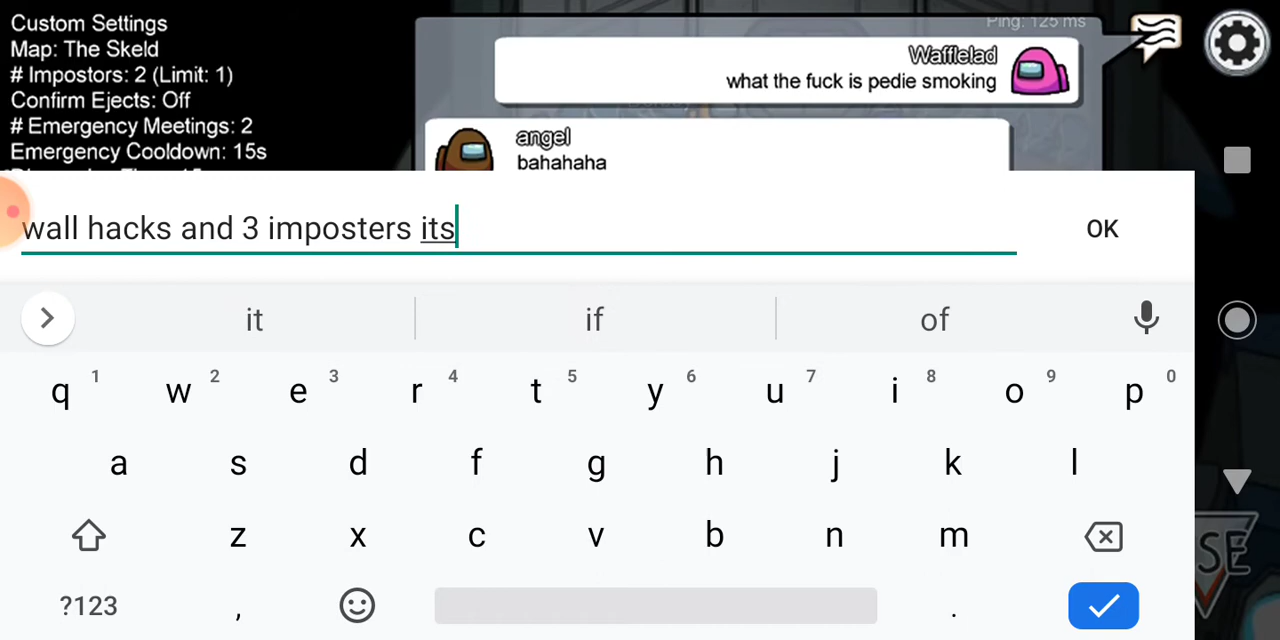 Custom Settings
Map: The Skeld
# Impostors: 2 (Limit: 1)
Confirm Ejects: Off
# Emergency Meetings: 2
Emergency Cooldown: 15s
Ping: 125 ms
Wafflelad
what the fuck is pedie smoking
angel
bahahaha
wall hacks and 3 imposters its
OK
it if of
q 1 w 2 e 3 r 4 t 5 y 6 u 7 i 8 o 9 p 0
a s d f g h j k l
z x c v b n m
?123 , .
SE